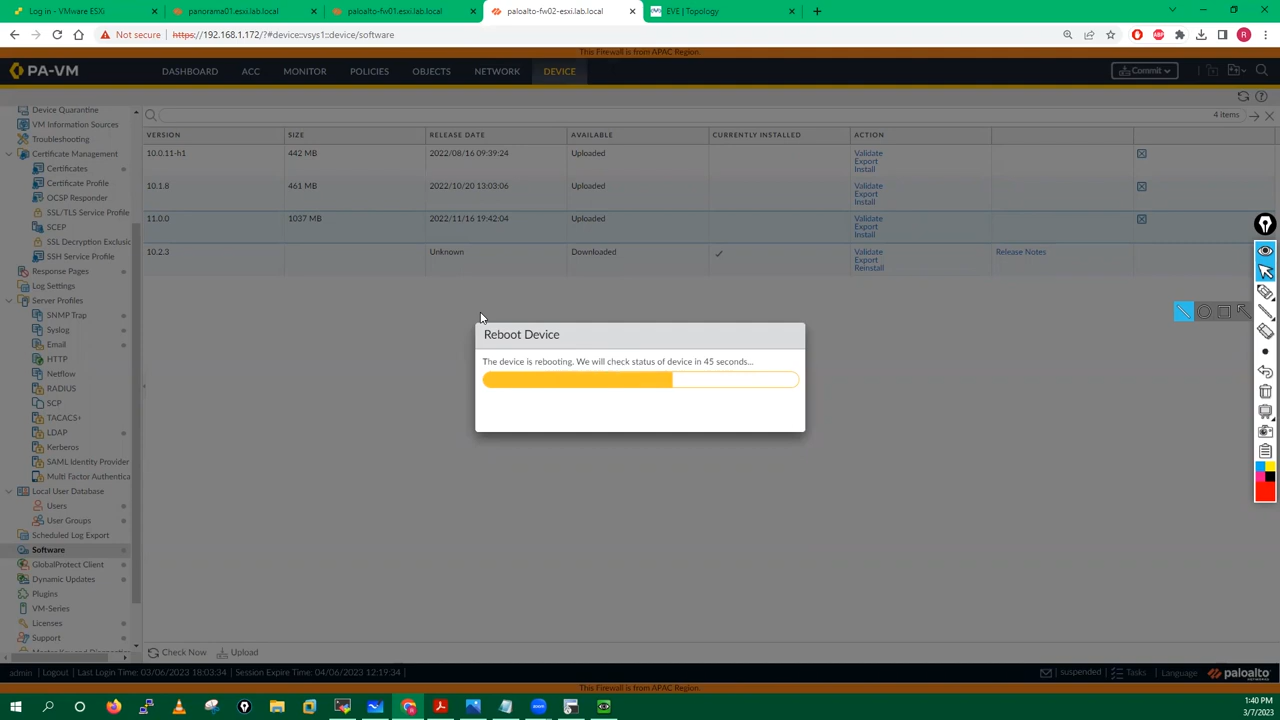 Log in - VMware ESXi
panorama01.esxi.lab.local
paloalto-fw01.esxi.lab.local
paloalto-fw02-esxi.lab.local
EVE | Topology
Not secure
https://192.168.1.172/?#device::vsys1::device/software
ABP
R
This Firewall is from APAC Region.
PA-VM
DASHBOARD
ACC
MONITOR
POLICIES
OBJECTS
NETWORK
DEVICE
Commit
4 items
Device Quarantine
VM Information Sources
Troubleshooting
Certificate Management
Certificates
Certificate Profile
OCSP Responder
SSL/TLS Service Profile
SCEP
SSL Decryption Exclusic
SSH Service Profile
Response Pages
Log Settings
Server Profiles
SNMP Trap
Syslog
Email
HTTP
Netflow
RADIUS
SCP
TACACS+
LDAP
Kerberos
SAML Identity Provider
Multi Factor Authentica
Local User Database
Users
User Groups
Scheduled Log Export
Software
GlobalProtect Client
Dynamic Updates
Plugins
VM-Series
Licenses
Support
VERSION SIZE RELEASE DATE AVAILABLE CURRENTLY INSTALLED ACTION
10.0.11-h1 442 MB 2022/08/16 09:39:24 Uploaded Validate
Export
Install
10.1.8 461 MB 2022/10/20 13:03:06 Uploaded Validate
Export
Install
11.0.0 1037 MB 2022/11/16 19:42:04 Uploaded Validate
Export
Install
10.2.3 Unknown Downloaded Validate Release Notes
Export
Reinstall
Reboot Device
The device is rebooting. We will check status of device in 45 seconds...
Check Now
Upload
admin | Logout | Last Login Time: 03/06/2023 18:03:34 | Session Expire Time: 04/06/2023 12:19:34 |
| suspended |
Tasks | Language
paloalto
NETWORKS
This Firewall is from APAC Region.
1:40 PM
3/7/2023